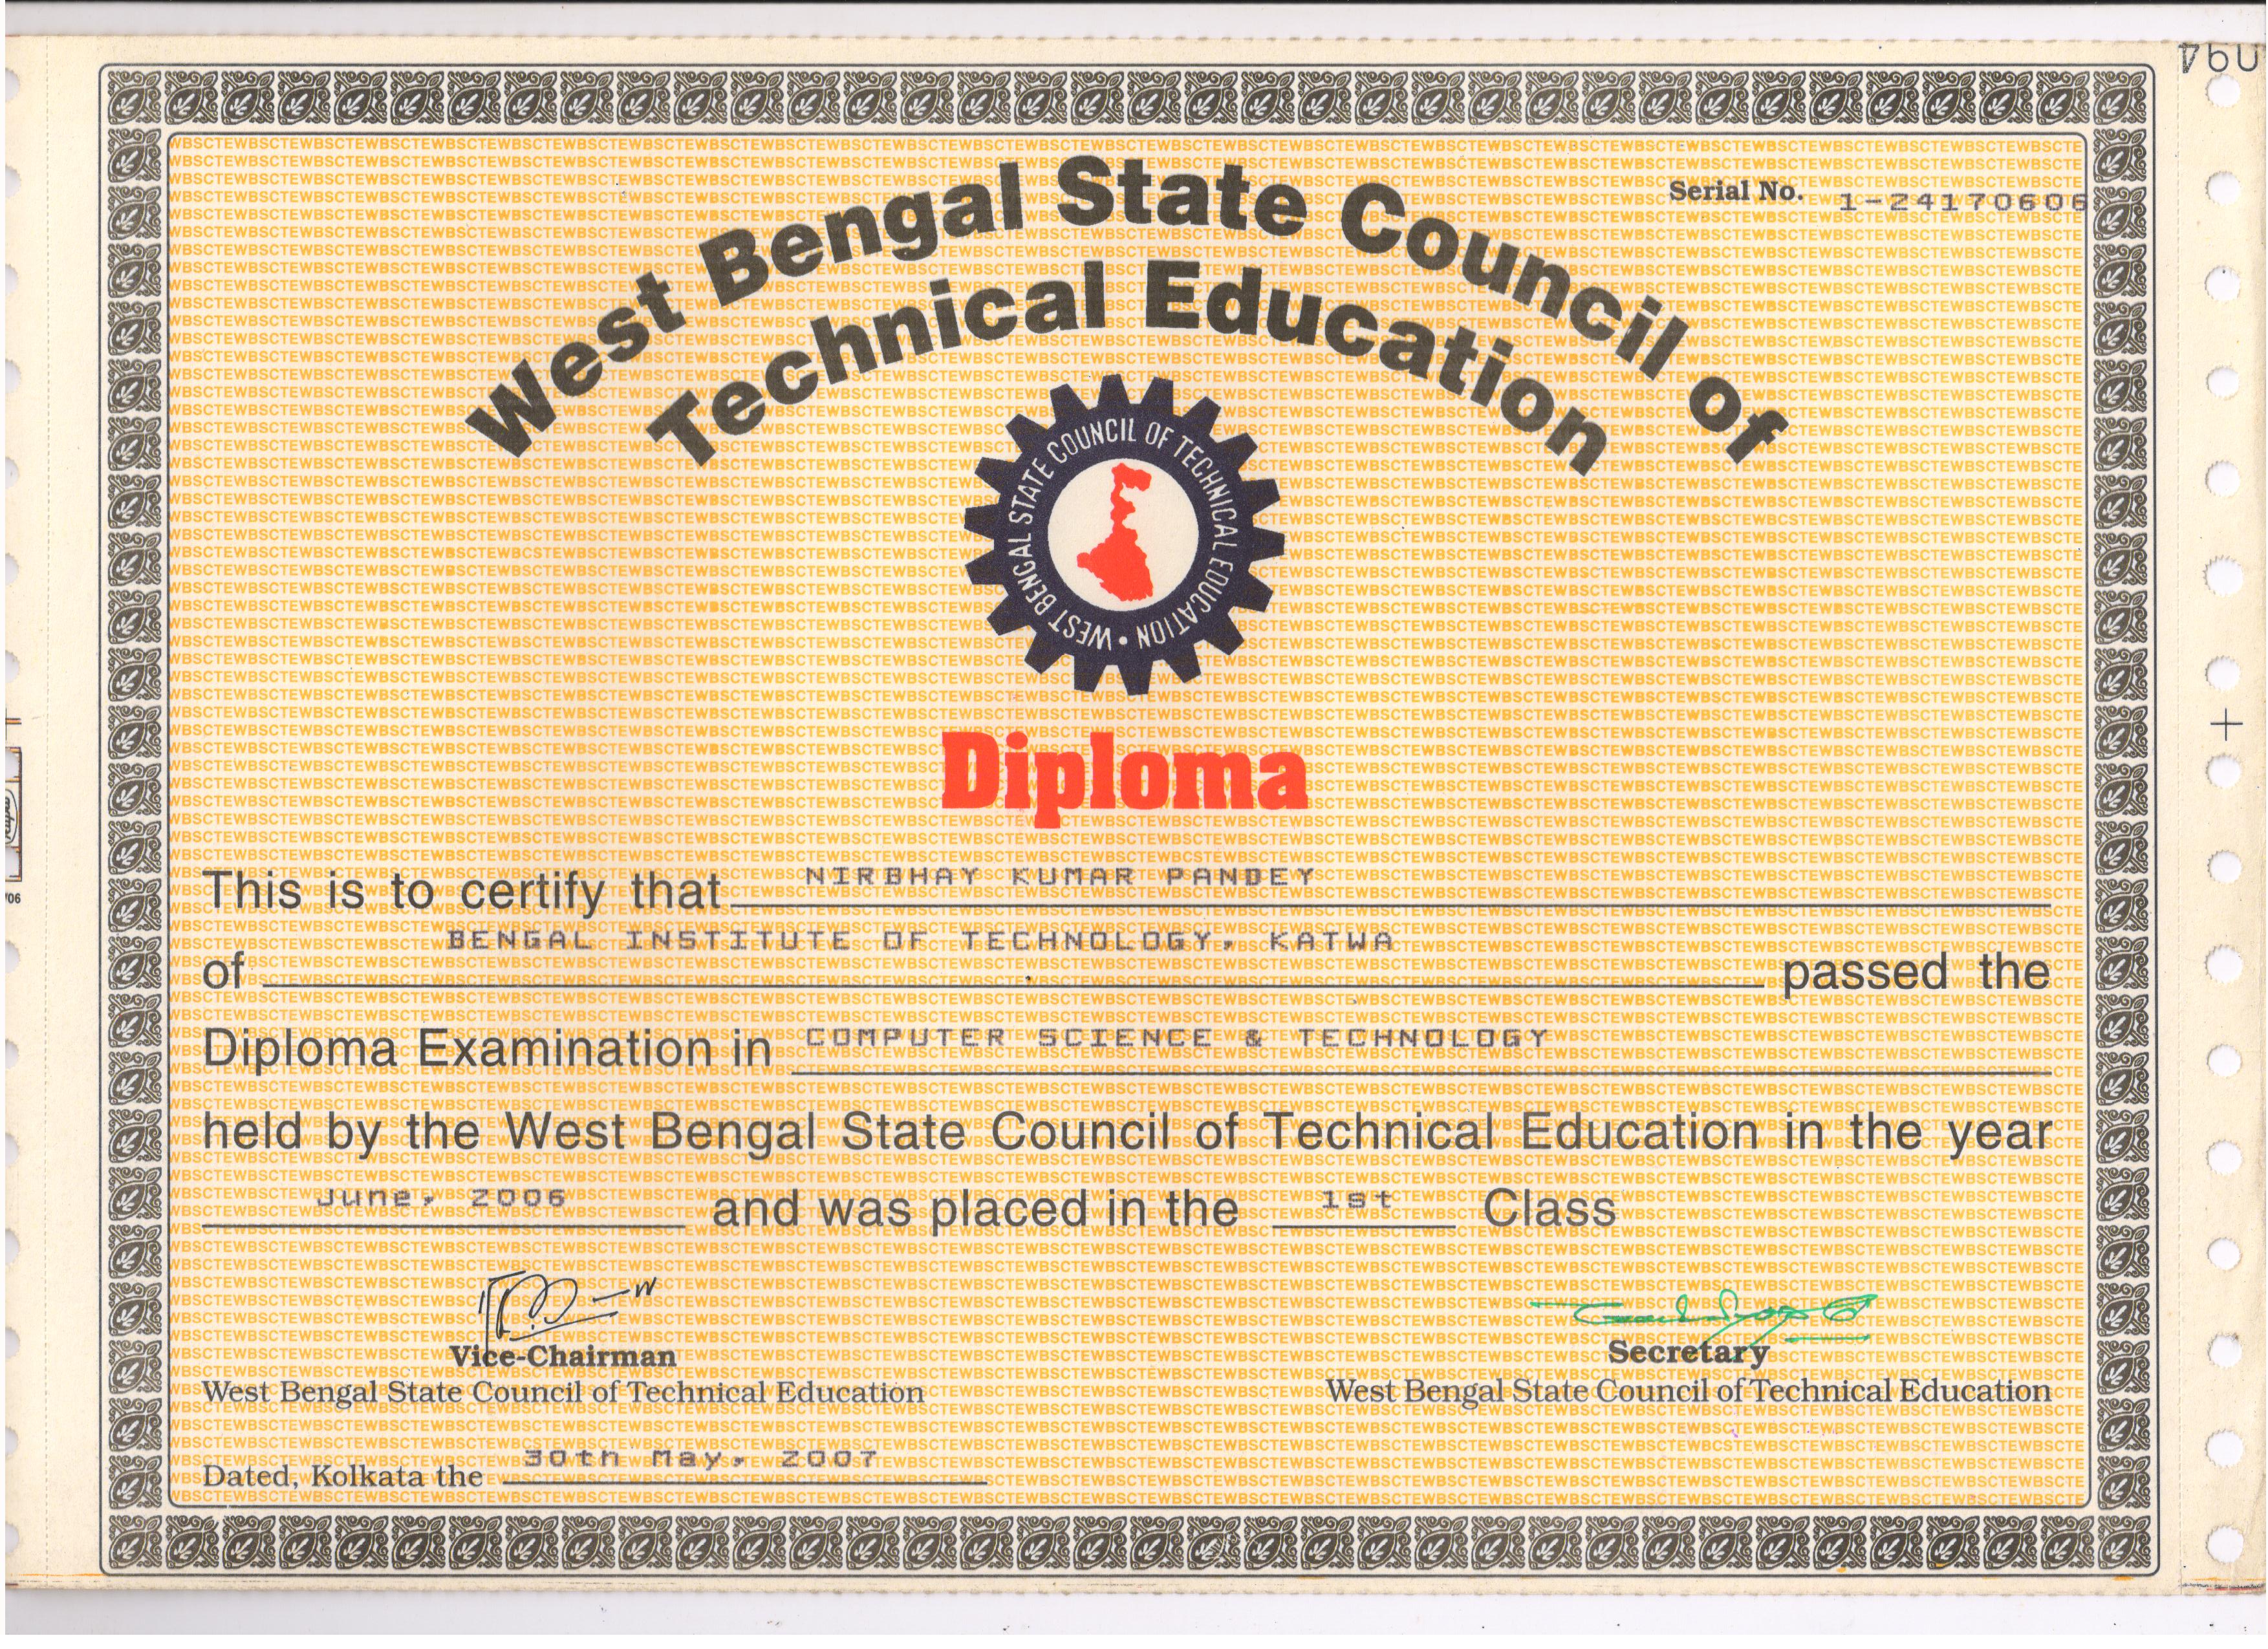 Serial No. 1-24170606
West Bengal State Council of
Technical Education
WEST BENGAL STATE COUNCIL OF TECHNICAL EDUCATION •
Diploma
This is to certify that NIRBHAY KUMAR PANDEY
of BENGAL INSTITUTE OF TECHNOLOGY, KATWA passed the
Diploma Examination in COMPUTER SCIENCE & TECHNOLOGY
held by the West Bengal State Council of Technical Education in the year
June, 2006 and was placed in the 1st Class
Vice-Chairman
West Bengal State Council of Technical Education
Secretary
West Bengal State Council of Technical Education
Dated, Kolkata the 30th May, 2007